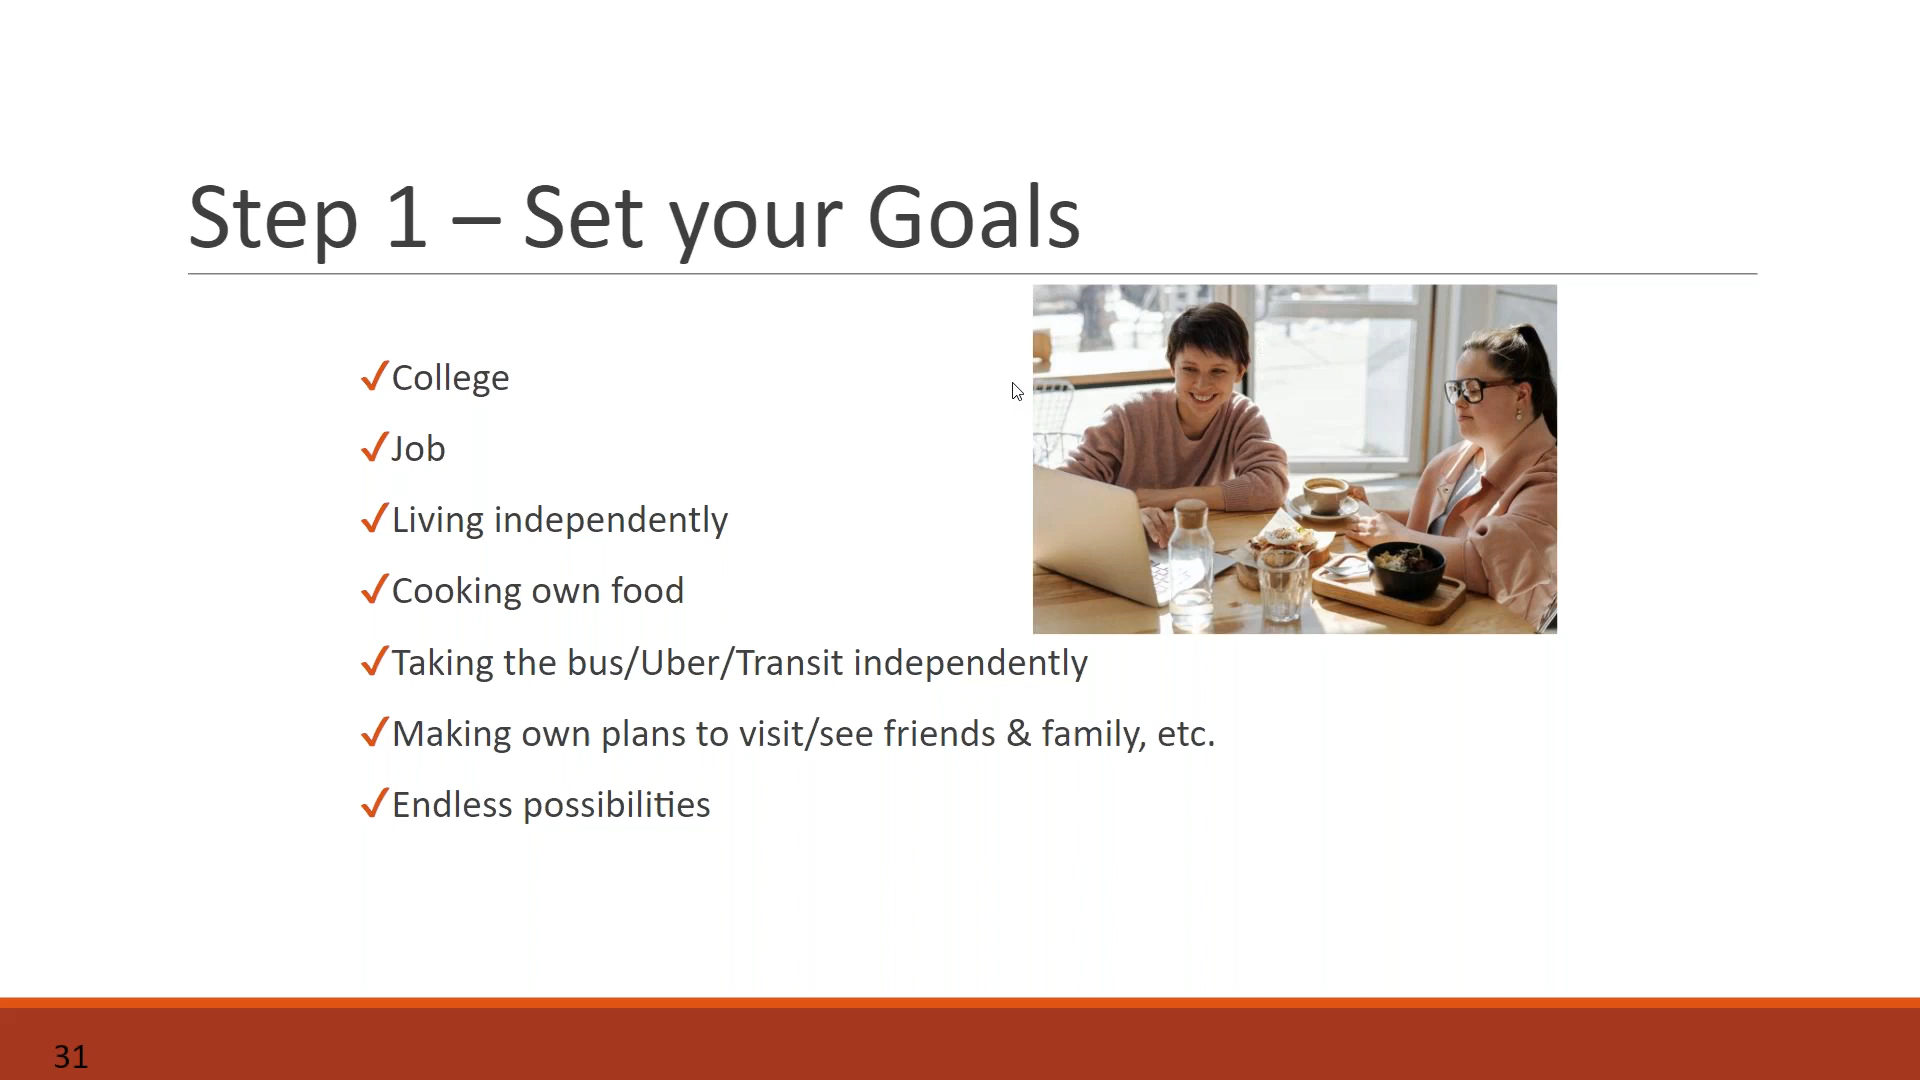 Step 1 – Set your Goals
✓College
✓Job
✓Living independently
✓Cooking own food
✓Taking the bus/Uber/Transit independently
✓Making own plans to visit/see friends & family, etc.
✓Endless possibilities
31